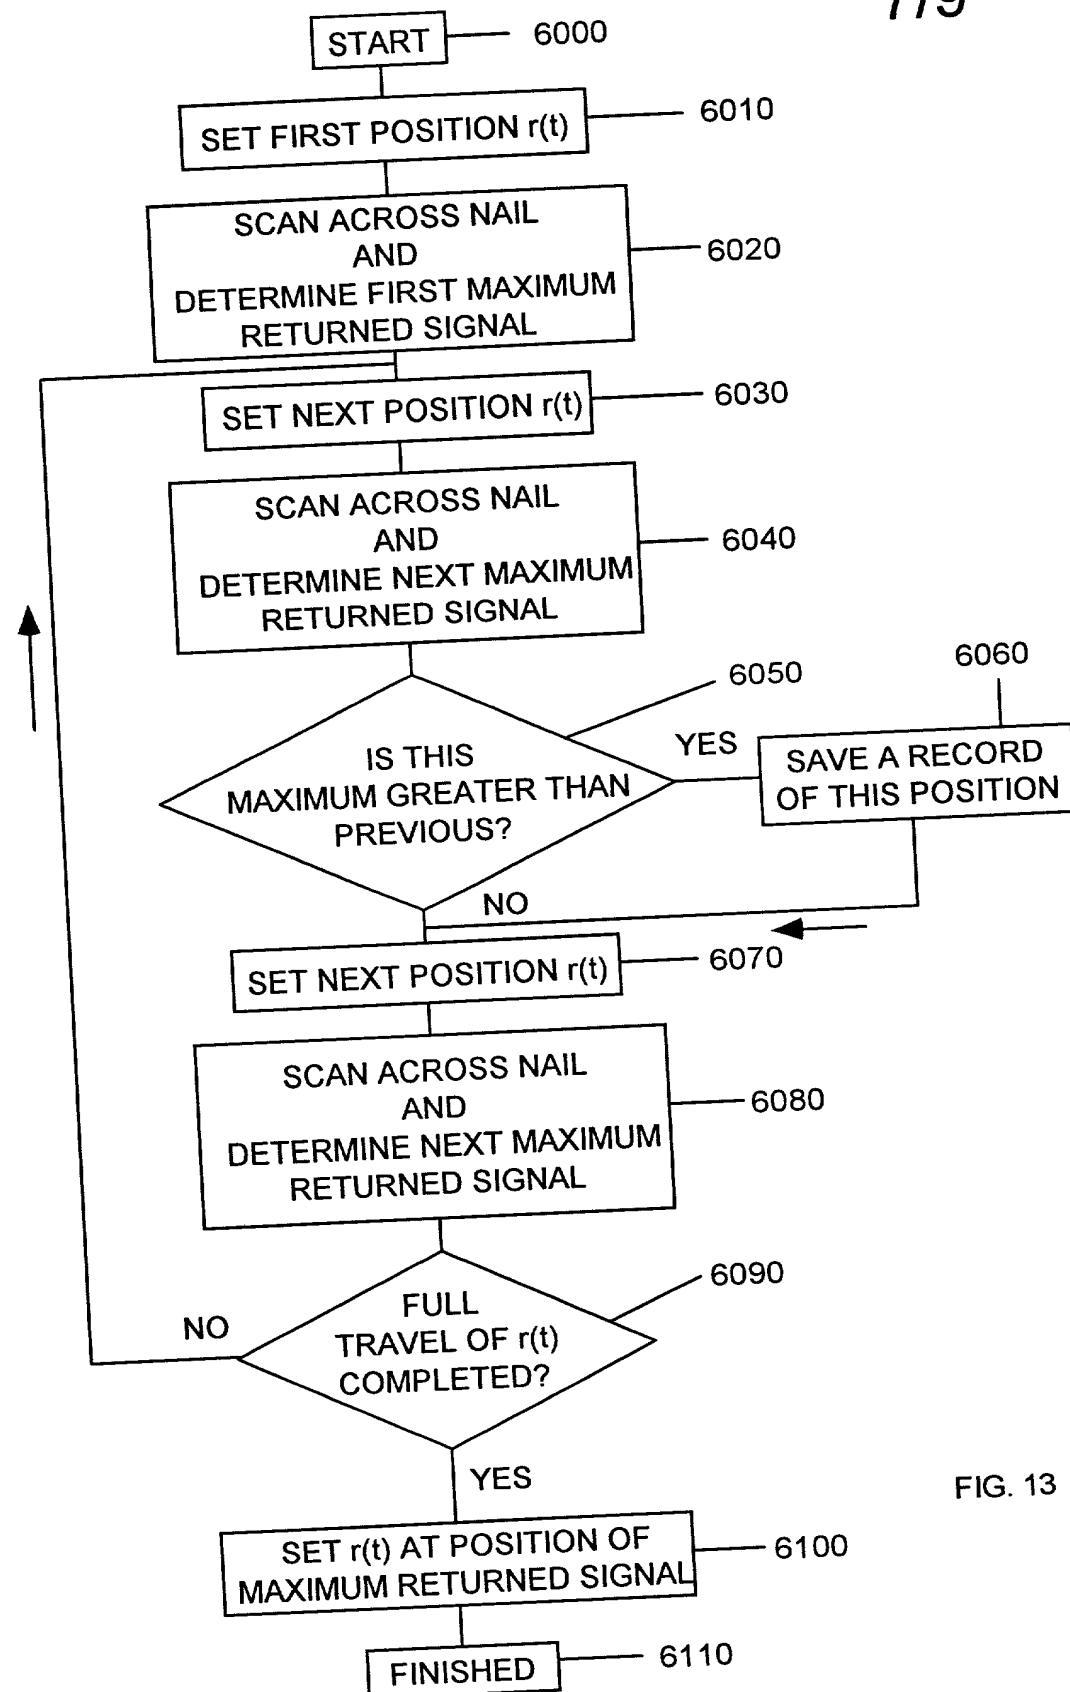 START
6000
SET FIRST POSITION r(t)
6010
SCAN ACROSS NAIL
AND
DETERMINE FIRST MAXIMUM
RETURNED SIGNAL
6020
SET NEXT POSITION r(t)
6030
SCAN ACROSS NAIL
AND
DETERMINE NEXT MAXIMUM
RETURNED SIGNAL
6040
IS THIS
MAXIMUM GREATER THAN
PREVIOUS?
6050
YES
6060
SAVE A RECORD
OF THIS POSITION
NO
SET NEXT POSITION r(t)
6070
SCAN ACROSS NAIL
AND
DETERMINE NEXT MAXIMUM
RETURNED SIGNAL
6080
FULL
TRAVEL OF r(t)
COMPLETED?
6090
NO
YES
FIG. 13
SET r(t) AT POSITION OF
MAXIMUM RETURNED SIGNAL
6100
FINISHED
6110